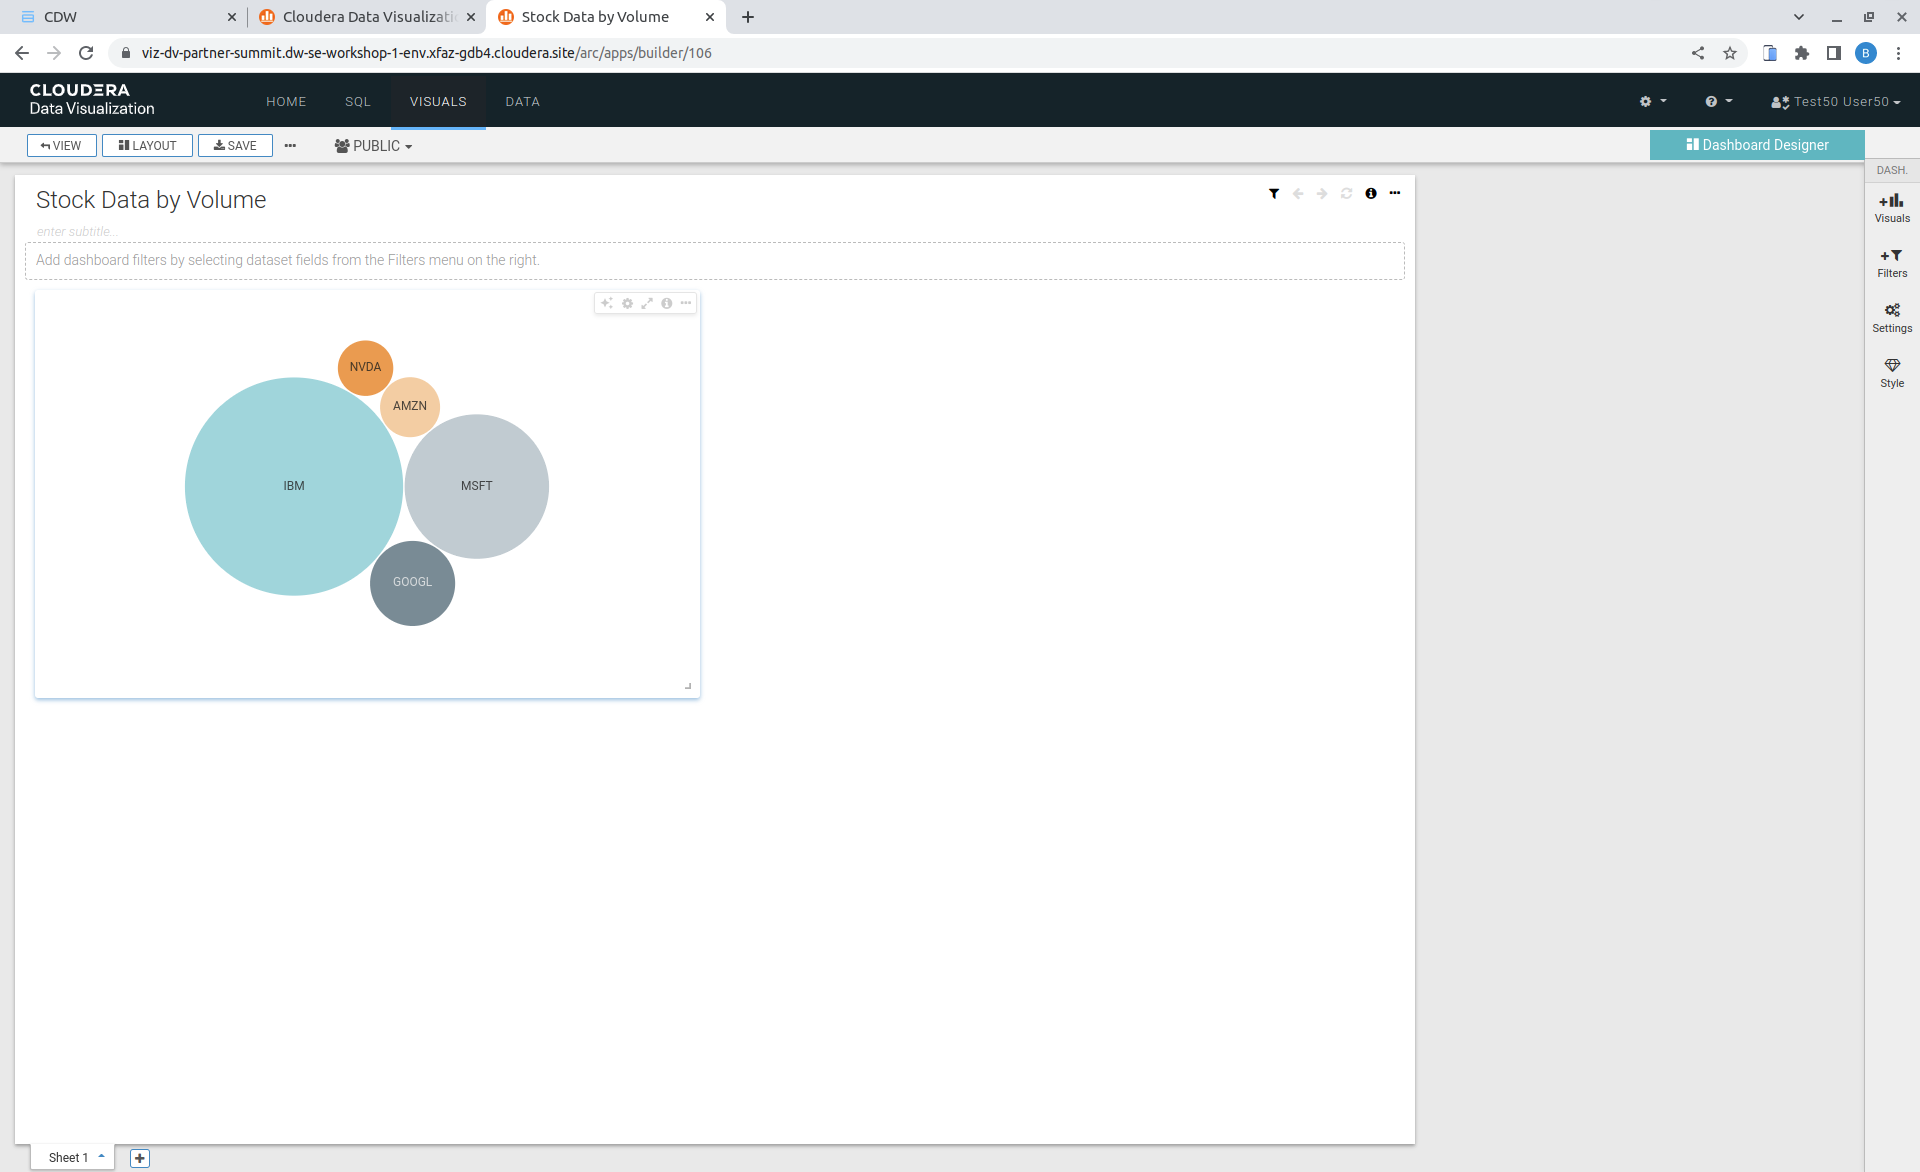 CDW
Cloudera Data Visualizati
Stock Data by Volume
viz-dv-partner-summit.dw-se-workshop-1-env.xfaz-gdb4.cloudera.site/arc/apps/builder/106
B
CLOUDERA
Data Visualization
HOME
SQL
VISUALS
DATA
Test50 User50
VIEW
LAYOUT
SAVE
PUBLIC
Dashboard Designer
DASH.
Stock Data by Volume
enter subtitle...
Add dashboard filters by selecting dataset fields from the Filters menu on the right.
Visuals
Filters
Settings
Style
NVDA
AMZN
IBM
MSFT
GOOGL
Sheet 1